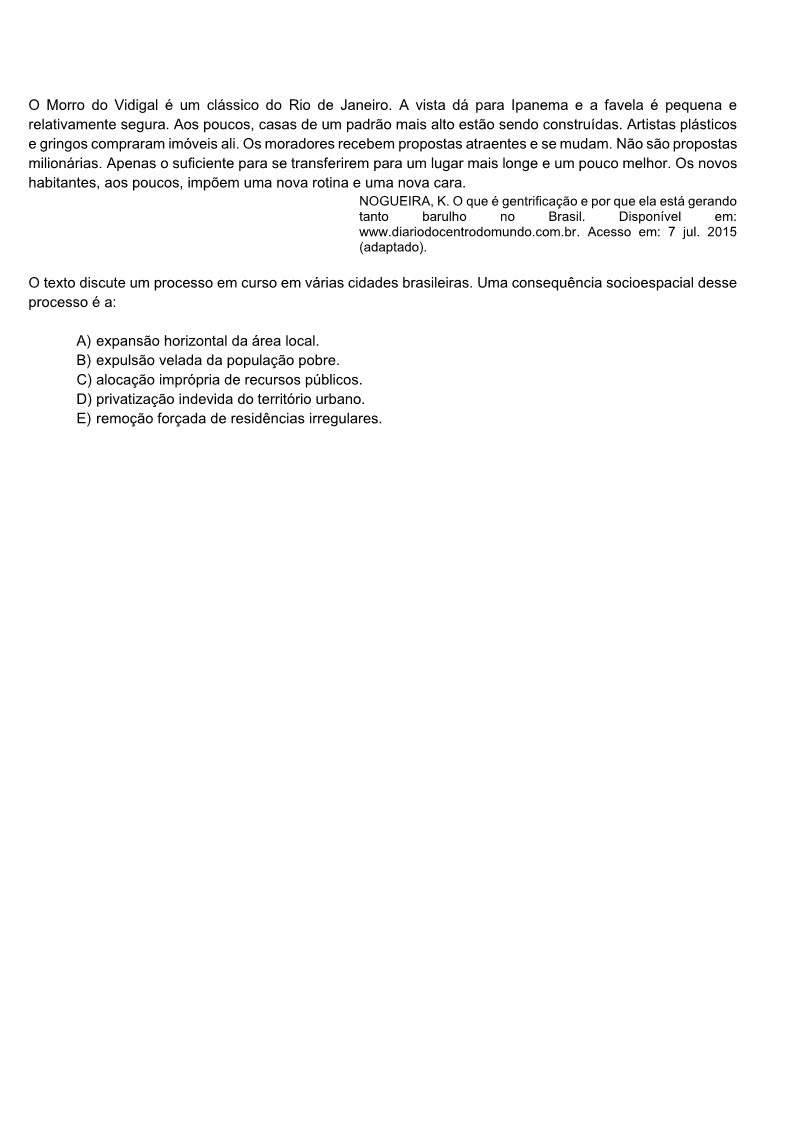 O Morro do Vidigal é um clássico do Rio de Janeiro. A vista dá para Ipanema e a favela é pequena e
relativamente segura. Aos poucos, casas de um padrão mais alto estão sendo construídas. Artistas plásticos
e gringos compraram imóveis ali. Os moradores recebem propostas atraentes e se mudam. Não são propostas
milionárias. Apenas o suficiente para se transferirem para um lugar mais longe e um pouco melhor. Os novos
habitantes, aos poucos, impõem uma nova rotina e uma nova cara.
NOGUEIRA, K. O que é gentrificação e por que ela está gerando
tanto barulho no Brasil. Disponível em:
www.diariodocentrodomundo.com.br. Acesso em: 7 jul. 2015
(adaptado).
O texto discute um processo em curso em várias cidades brasileiras. Uma consequência socioespacial desse
processo é a:
A) expansão horizontal da área local.
B) expulsão velada da população pobre.
C) alocação imprópria de recursos públicos.
D) privatização indevida do território urbano.
E) remoção forçada de residências irregulares.